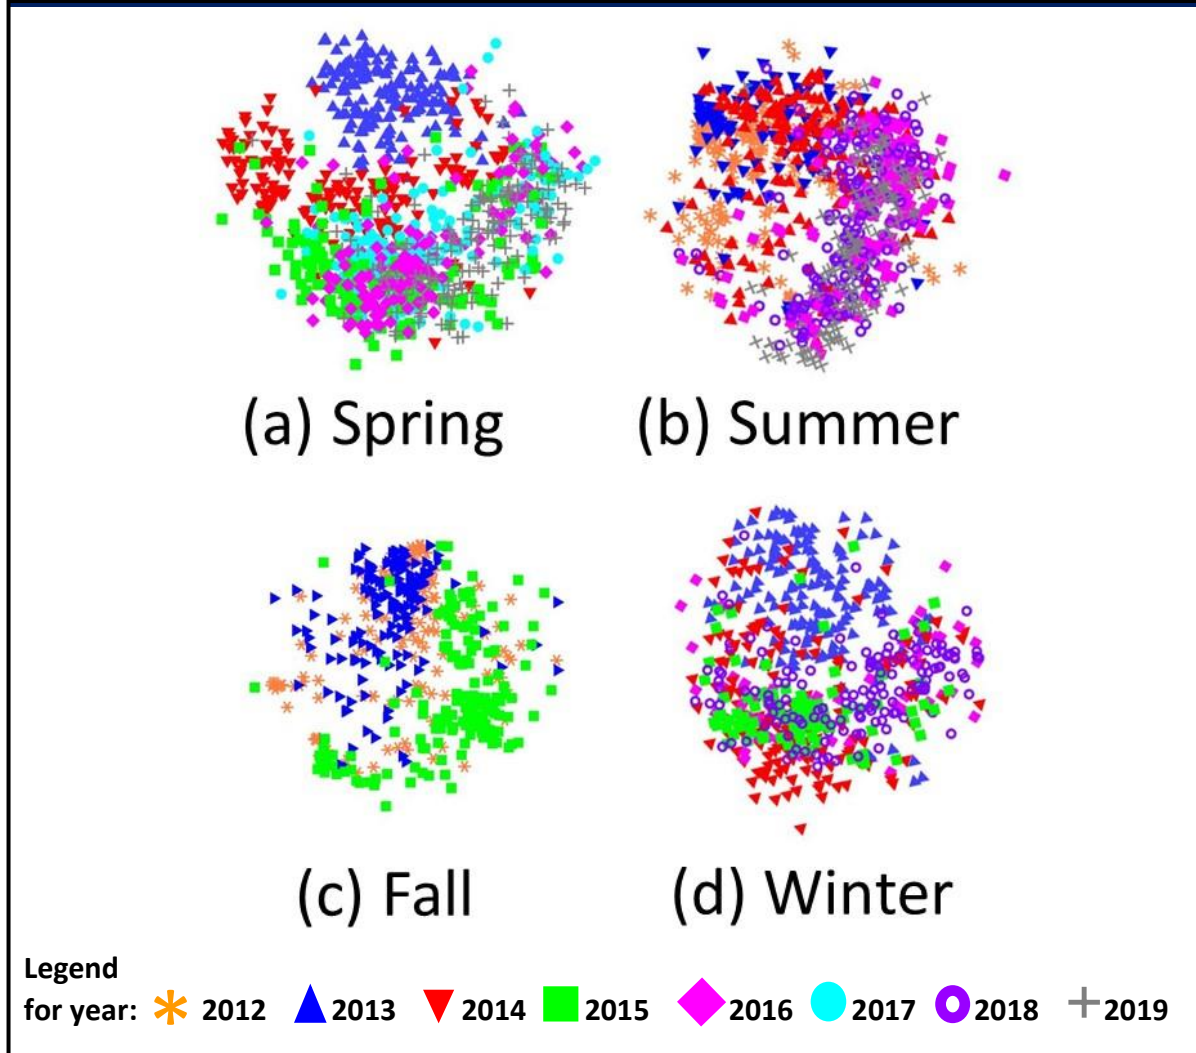 (a) Spring
(b) Summer
(c) Fall
(d) Winter
Legend
for year: 2012 2013 2014 2015 2016 2017 2018 2019